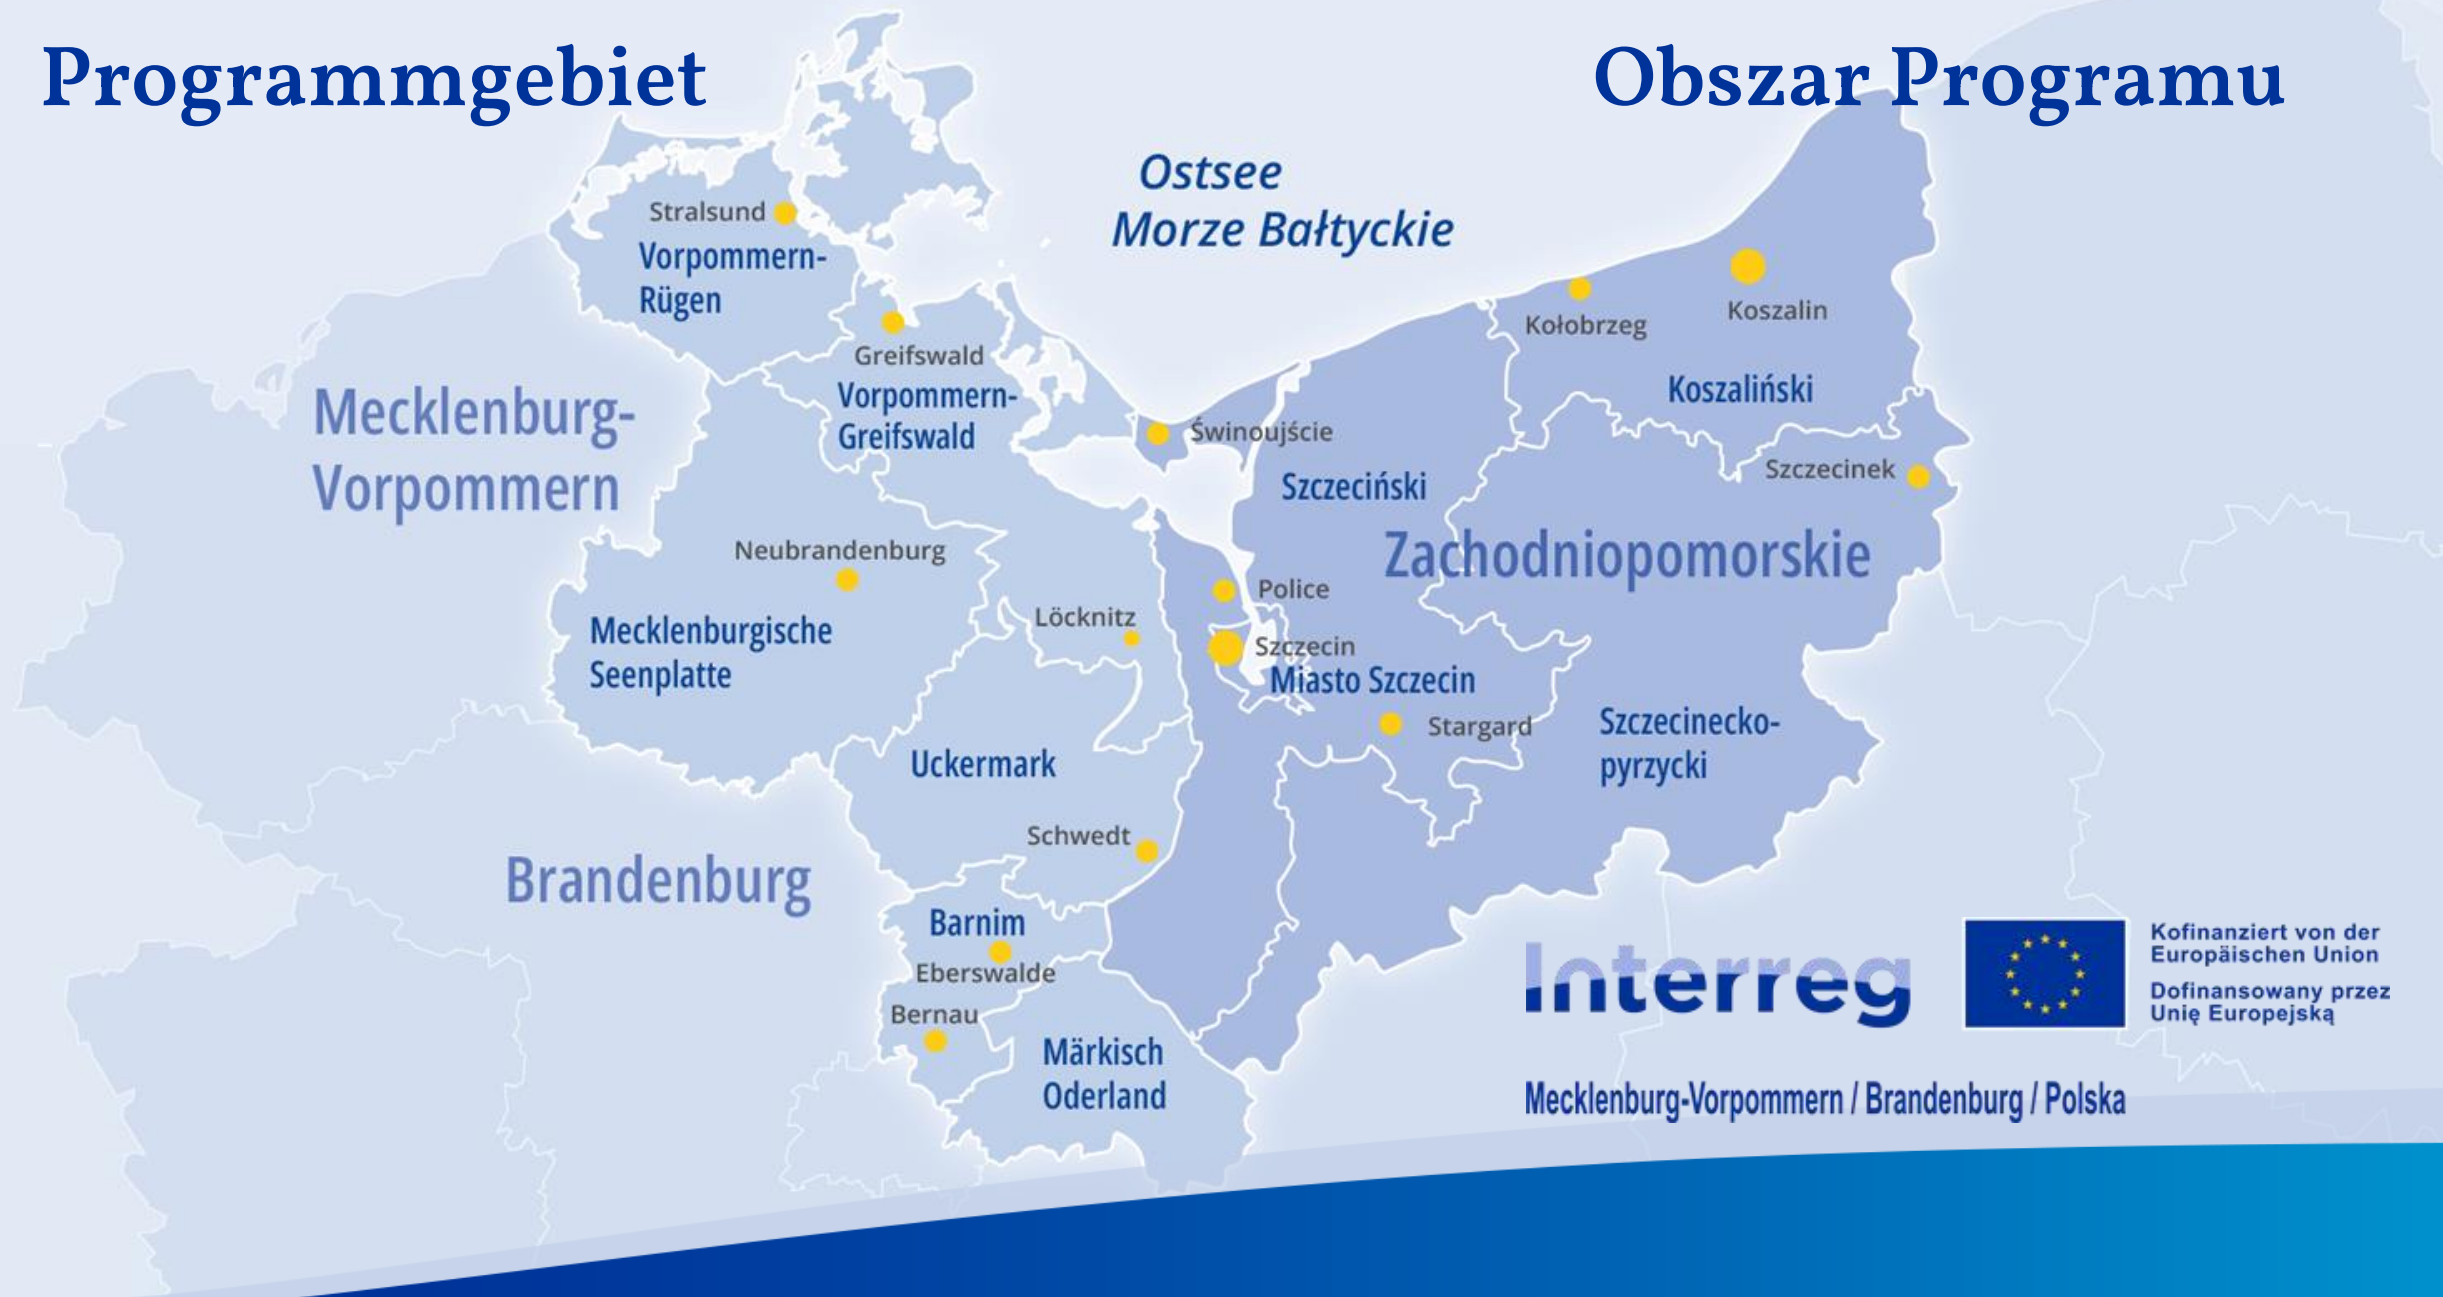 Programmgebiet
Obszar Programu
Ostsee
Morze Bałtyckie
Stralsund
Vorpommern-
Rügen
Greifswald
Vorpommern-
Greifswald
Mecklenburg-
Vorpommern
Kołobrzeg
Koszalin
Koszaliński
Świnoujście
Szczeciński
Szczecinek
Zachodniopomorskie
Neubrandenburg
Mecklenburgische
Seenplatte
Löcknitz
Police
Szczecin
Miasto Szczecin
Stargard
Szczecinecko-
pyrzycki
Uckermark
Schwedt
Brandenburg
Barnim
Eberswalde
Bernau
Märkisch
Oderland
Interreg
Kofinanziert von der
Europäischen Union
Dofinansowany przez
Unię Europejską
Mecklenburg-Vorpommern / Brandenburg / Polska